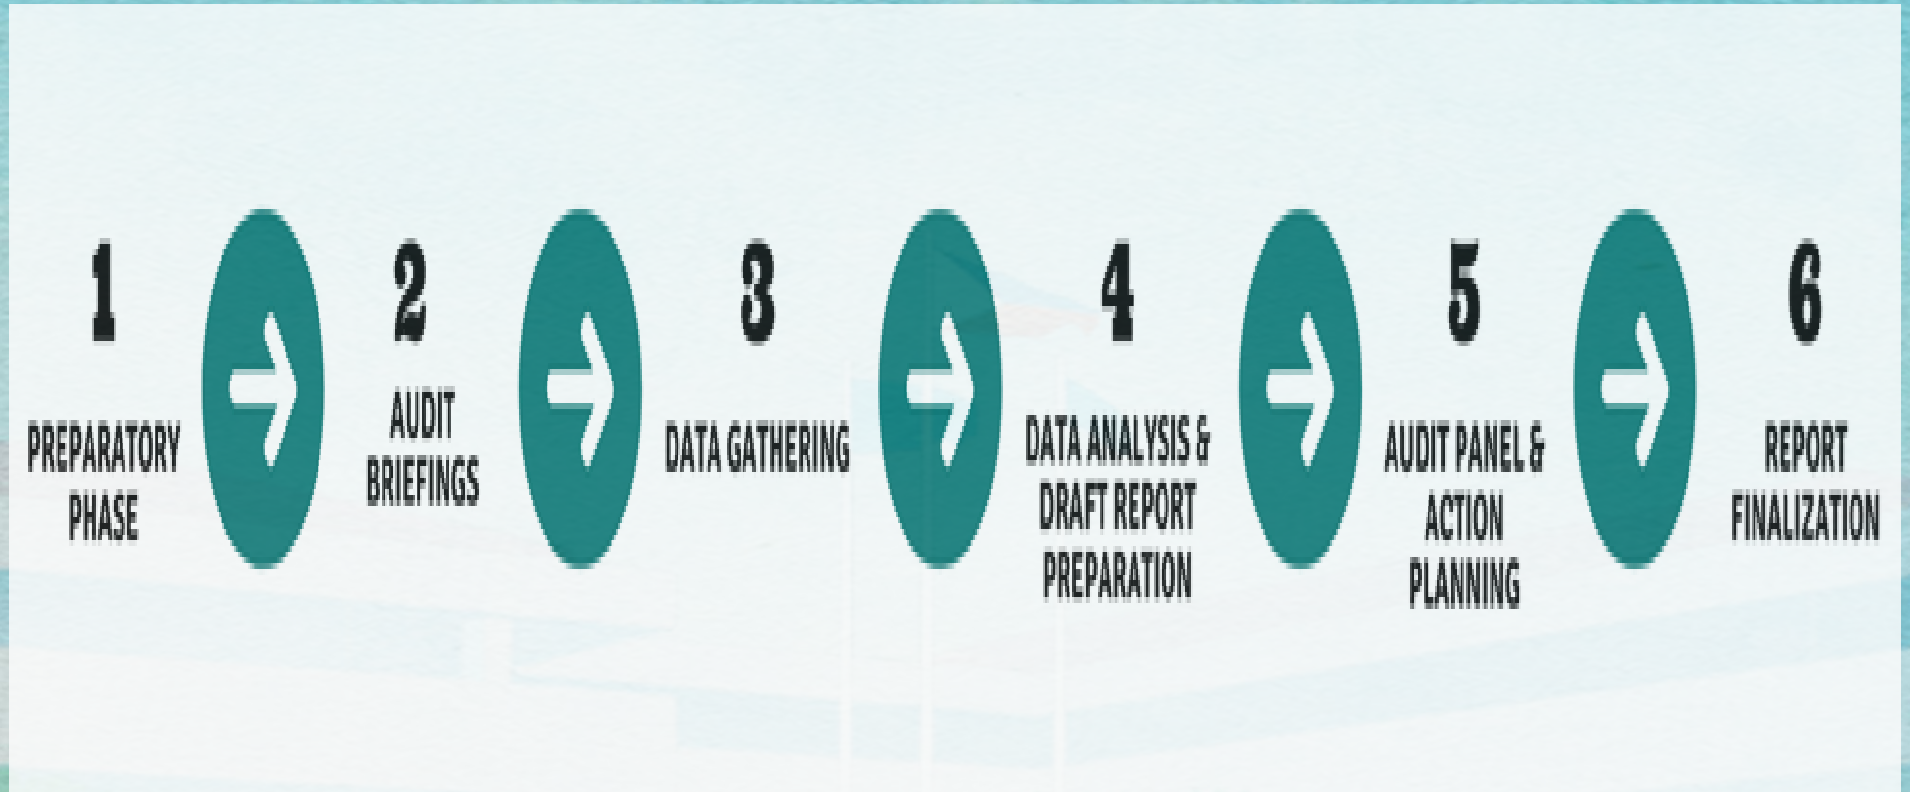 1
PREPARATORY
PHASE
2
AUDIT
BRIEFINGS
3
DATA GATHERING
4
DATA ANALYSIS &
DRAFT REPORT
PREPARATION
5
AUDIT PANEL &
ACTION
PLANNING
6
REPORT
FINALIZATION